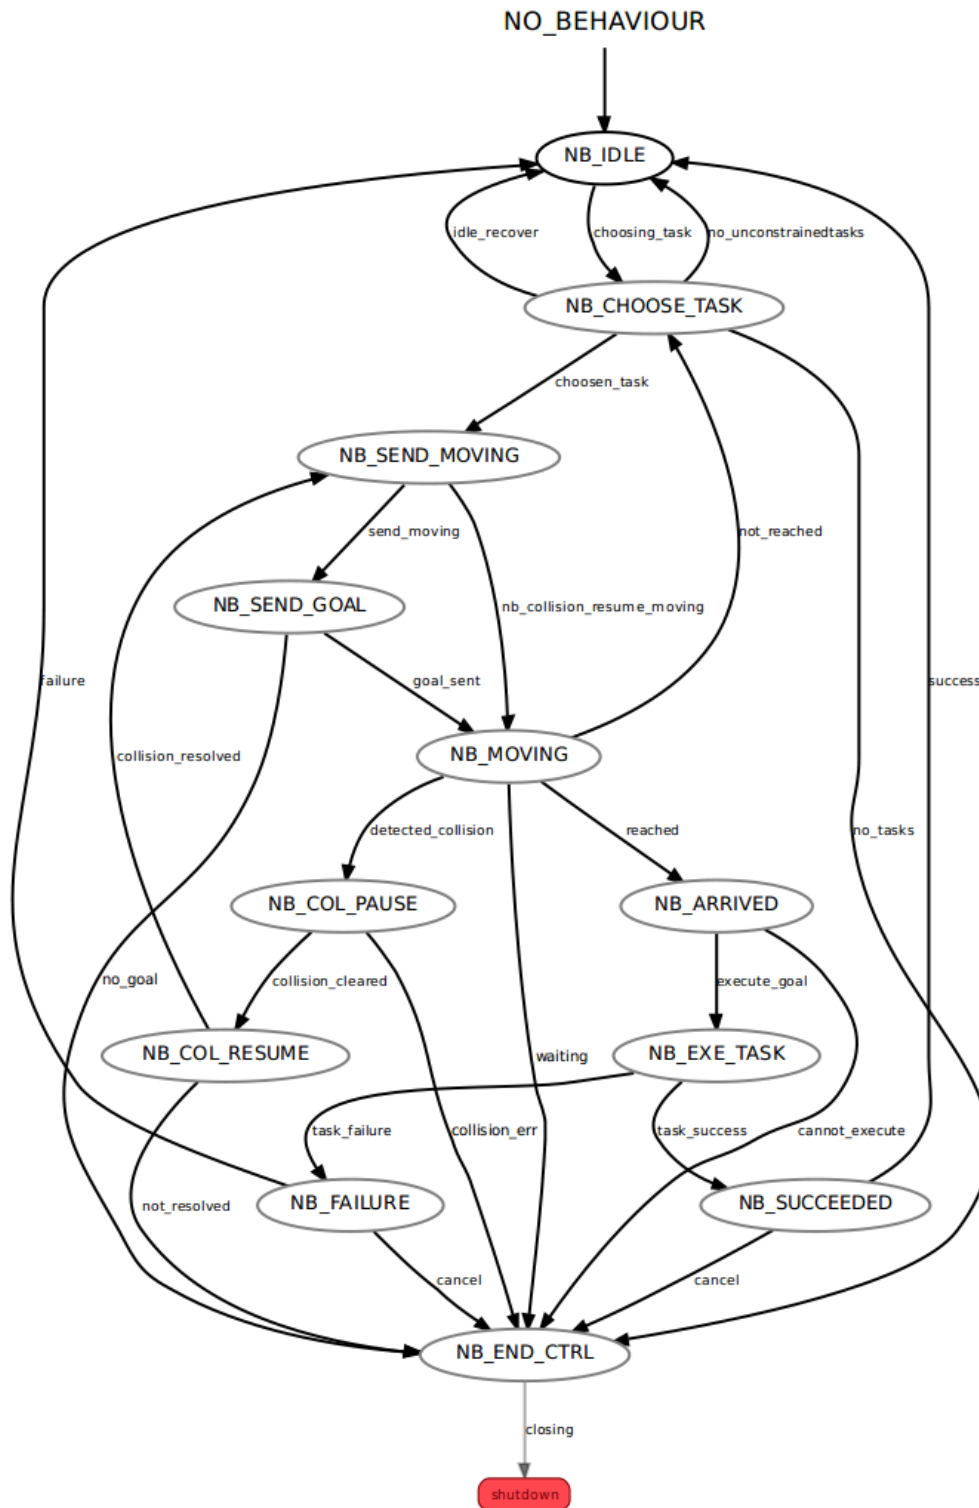 NO_BEHAVIOUR
NB_IDLE
idle_recover
choosing_task
no_unconstrainedtasks
NB_CHOOSE_TASK
choosen_task
NB_SEND_MOVING
send_moving
not_reached
NB_SEND_GOAL
nb_collision_resume_moving
failure
goal_sent
success
NB_MOVING
collision_resolved
detected_collision
reached
no_tasks
NB_COL_PAUSE
NB_ARRIVED
no_goal
collision_cleared
execute_goal
NB_COL_RESUME
waiting
NB_EXE_TASK
task_failure
collision_err
task_success
cannot_execute
not_resolved
NB_FAILURE
NB_SUCCEEDED
cancel
cancel
NB_END_CTRL
closing
shutdown